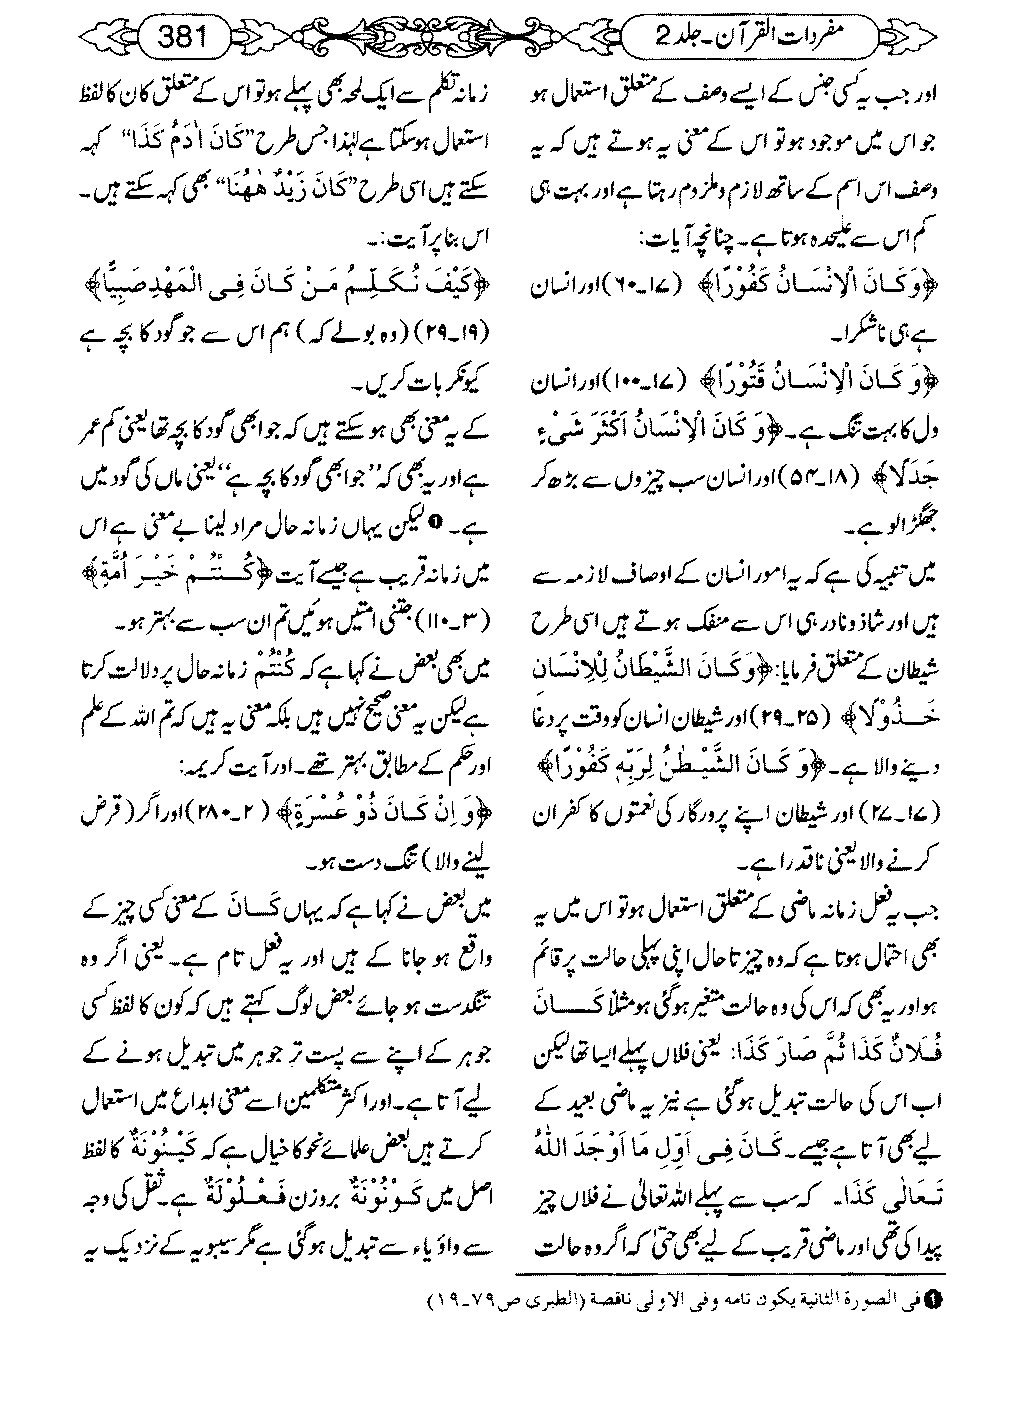 مفردات القرآن۔جلد 2
381
اور جب یہ کسی جنس کے ایسے وصف کے متعلق استعمال ہو
جو اس میں موجود ہو تو اس کے معنی یہ ہوتے ہیں کہ یہ
وصف اس اسم کے ساتھ لازم و ملزوم رہتا ہے اور بہت ہی
کم اس سے علیحدہ ہوتا ہے۔ چنانچہ آیات:
﴿وَكَانَ الْاِنْسَانُ كَفُوْرًا﴾ (۱۷۔۶۰) اور انسان
ہے ہی ناشکرا۔
﴿وَ كَانَ الْاِنْسَانُ قَتُوْرًا﴾ (۱۷۔۱۰۰) اور انسان
دل کا بہت تنگ ہے۔ ﴿وَ كَانَ الْاِنْسَانُ اَكْثَرَ شَیْءٍ
جَدَلًا﴾ (۱۸۔۵۴) اور انسان سب چیزوں سے بڑھ کر
جھگڑالو ہے۔
میں تنبیہ کی ہے کہ یہ امور انسان کے اوصاف لازمہ سے
ہیں اور شاذ و نادر ہی اس سے منفک ہوتے ہیں اسی طرح
شیطان کے متعلق فرمایا: ﴿وَ كَانَ الشَّيْطَانُ لِلْاِنْسَانِ
خَذُوْلًا﴾ (۲۵۔۲۹) اور شیطان انسان کو وقت پر دغا
دینے والا ہے۔ ﴿وَ كَانَ الشَّيْطٰنُ لِرَبِّهٖ كَفُوْرًا﴾
(۱۷۔۲۷) اور شیطان اپنے پرورگار کی نعمتوں کا کفران
کرنے والا یعنی ناقدرا ہے۔
جب یہ فعل زمانہ ماضی کے متعلق استعمال ہو تو اس میں یہ
بھی احتمال ہوتا ہے کہ وہ چیز تا حال اپنی پہلی حالت پر قائم
ہو اور یہ بھی کہ اس کی وہ حالت متغیر ہو گئی ہو مثلاً كَانَ
فُلَانٌ كَذَا ثُمَّ صَارَ كَذَا: یعنی فلاں پہلے ایسا تھا لیکن
اب اس کی حالت تبدیل ہو گئی ہے نیز یہ ماضی بعید کے
لیے بھی آتا ہے جیسے۔ كَانَ فِی اَوَّلِ مَا اَوْجَدَ اللّٰهُ
تَعَالٰی كَذَا۔ کہ سب سے پہلے اللہ تعالیٰ نے فلاں چیز
پیدا کی تھی اور ماضی قریب کے لیے بھی حتیٰ کہ اگر وہ حالت
زمانہ تکلم سے ایک لمحہ بھی پہلے ہو تو اس کے متعلق کان کا لفظ
استعمال ہو سکتا ہے لہٰذا جس طرح ”كَانَ اٰدَمُ كَذَا“ کہہ
سکتے ہیں اسی طرح ”كَانَ زَيْدٌ هٰهُنَا“ بھی کہہ سکتے ہیں۔
اس بنا پر آیت:۔
﴿كَيْفَ نُكَلِّمُ مَنْ كَانَ فِی الْمَهْدِ صَبِيًّا﴾
(۱۹۔۲۹) (وہ بولے کہ) ہم اس سے جو گود کا بچہ ہے
کیونکر بات کریں۔
کے یہ معنی بھی ہو سکتے ہیں کہ جو ابھی گود کا بچہ تھا یعنی کم عمر
ہے اور یہ بھی کہ ”جو ابھی گود کا بچہ ہے“ یعنی ماں کی گود میں
ہے۔❶ لیکن یہاں زمانہ حال مراد لینا بے معنی ہے اس
میں زمانہ قریب ہے جیسے آیت ﴿كُنْتُمْ خَيْرَ اُمَّةٍ﴾
(۳۔۱۱۰) جتنی امتیں ہوئیں تم ان سب سے بہتر ہو۔
میں بھی بعض نے کہا ہے کہ كُنْتُمْ زمانہ حال پر دلالت کرتا
ہے لیکن یہ معنی صحیح نہیں ہیں بلکہ معنی یہ ہیں کہ تم اللہ کے علم
اور حکم کے مطابق بہتر تھے۔ اور آیت کریمہ:
﴿وَ اِنْ كَانَ ذُوْ عُسْرَةٍ﴾ (۲۔۲۸۰) اور اگر (قرض
لینے والا) تنگ دست ہو۔
میں بعض نے کہا ہے کہ یہاں كَانَ کے معنی کسی چیز کے
واقع ہو جانا کے ہیں اور یہ فعل تام ہے۔ یعنی اگر وہ
تنگدست ہو جائے بعض لوگ کہتے ہیں کہ کون کا لفظ کسی
جوہر کے اپنے سے پست تر جوہر میں تبدیل ہونے کے
لیے آتا ہے۔ اور اکثر متکلمین اسے معنی ابداع میں استعمال
کرتے ہیں بعض علمائے نحو کا خیال ہے کہ كَيْنُوْنَةٌ کا لفظ
اصل میں كَوْنُوْنَةٌ بروزن فَعْلُوْلَةٌ ہے۔ ثقل کی وجہ
سے واؤ یاء سے تبدیل ہو گئی ہے مگر سیبویہ کے نزدیک یہ
❶ فی الصورة الثانیة یکون تامه وفی الاولی ناقصة (الطبری ص ۷۹۔۱۹)